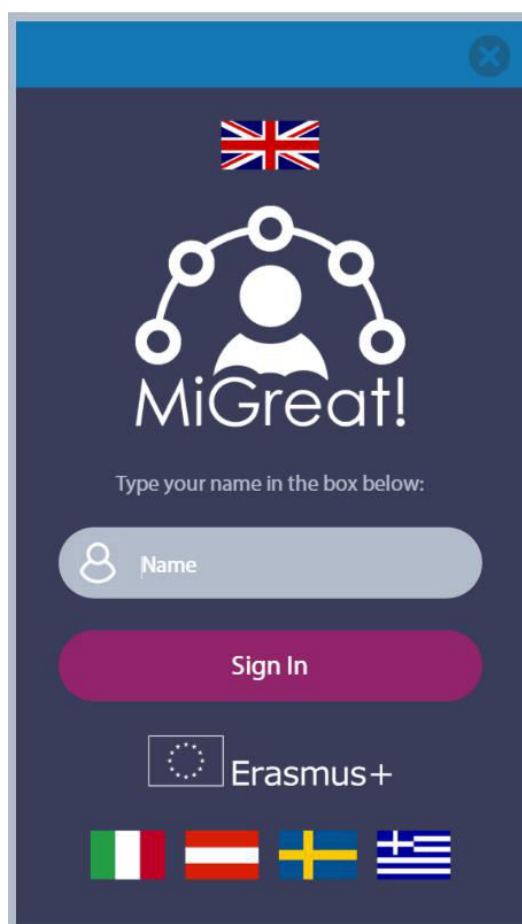 MiGreat!
Type your name in the box below:
Name
Sign In
Erasmus+